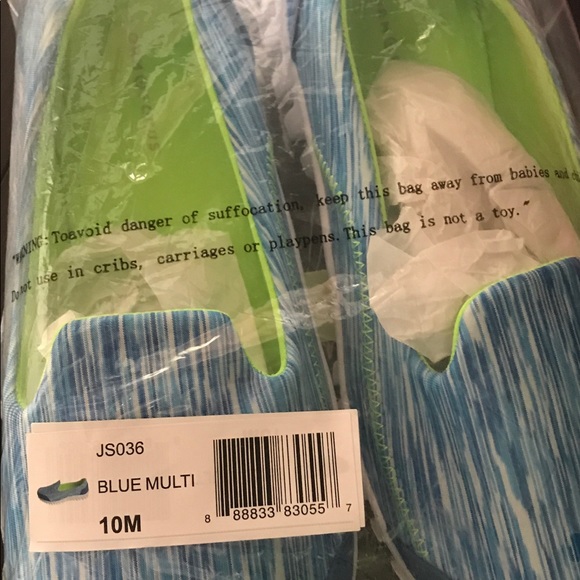 "WARNING: Toavoid danger of suffocation, keep this bag away from babies and
Do not use in cribs, carriages or playpens.This bag is not a toy."
JS036
BLUE MULTI
10M
8 88833 83055 7